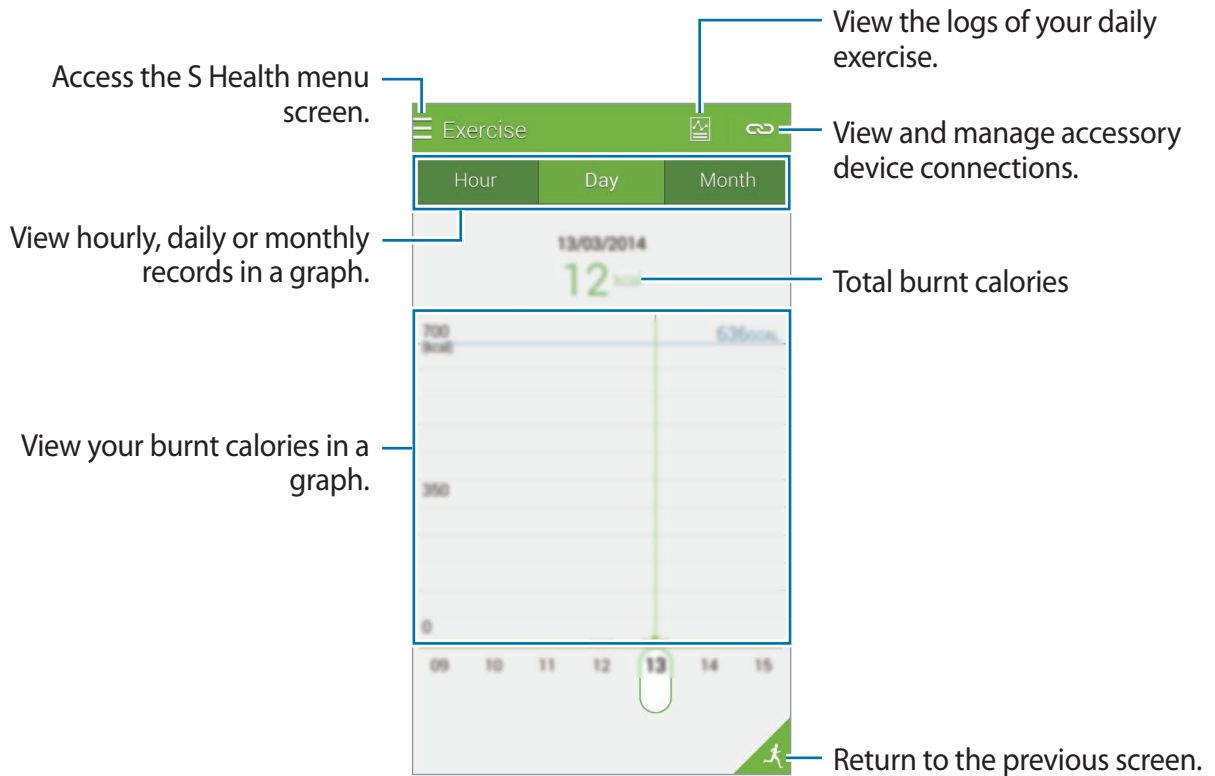 View the logs of your daily
exercise.
Access the S Health menu
screen.
Exercise
View and manage accessory
device connections.
Hour Day Month
View hourly, daily or monthly
records in a graph.
13/03/2014
12 kcal
Total burnt calories
700
(kcal)
636 GOAL
View your burnt calories in a
graph.
350
0
09 10 11 12 13 14 15
Return to the previous screen.